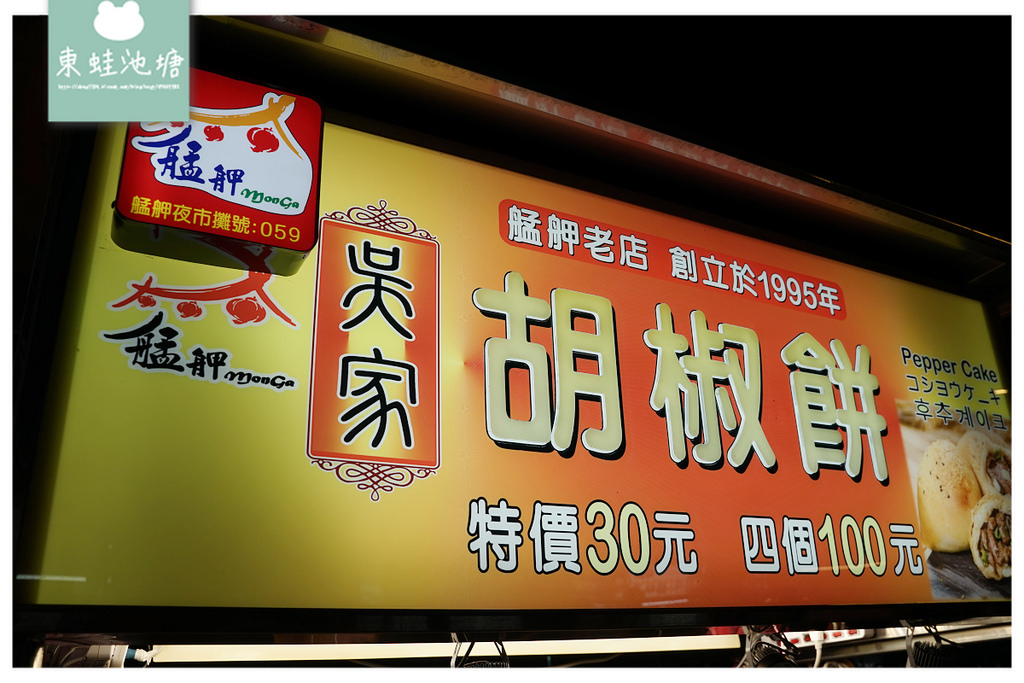 東蛙池塘
艋舺
MonGa
艋舺夜市攤號:059
艋舺
MonGa
吳家
艋舺老店 創立於1995年
胡椒餅
Pepper Cake
コショウケーキ
후추케이크
特價30元 四個100元